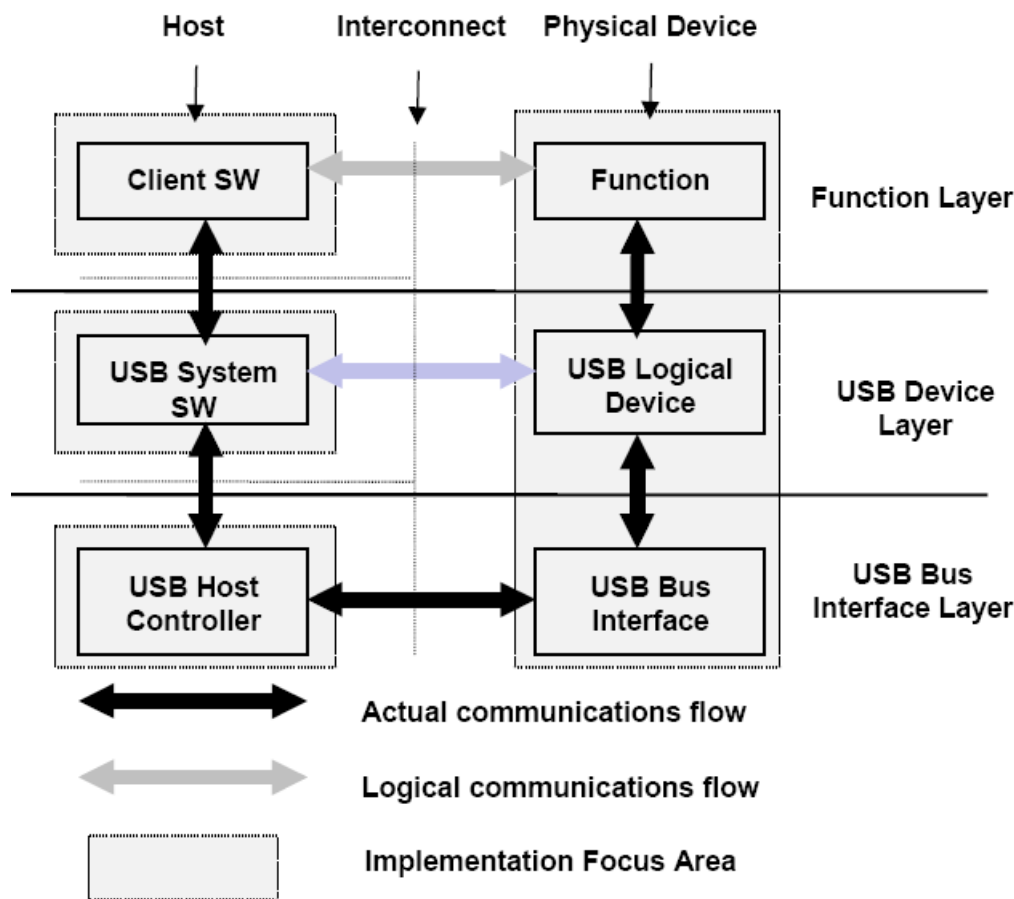 Host
Interconnect
Physical Device
Client SW
Function
Function Layer
USB System
SW
USB Logical
Device
USB Device
Layer
USB Host
Controller
USB Bus
Interface
USB Bus
Interface Layer
Actual communications flow
Logical communications flow
Implementation Focus Area